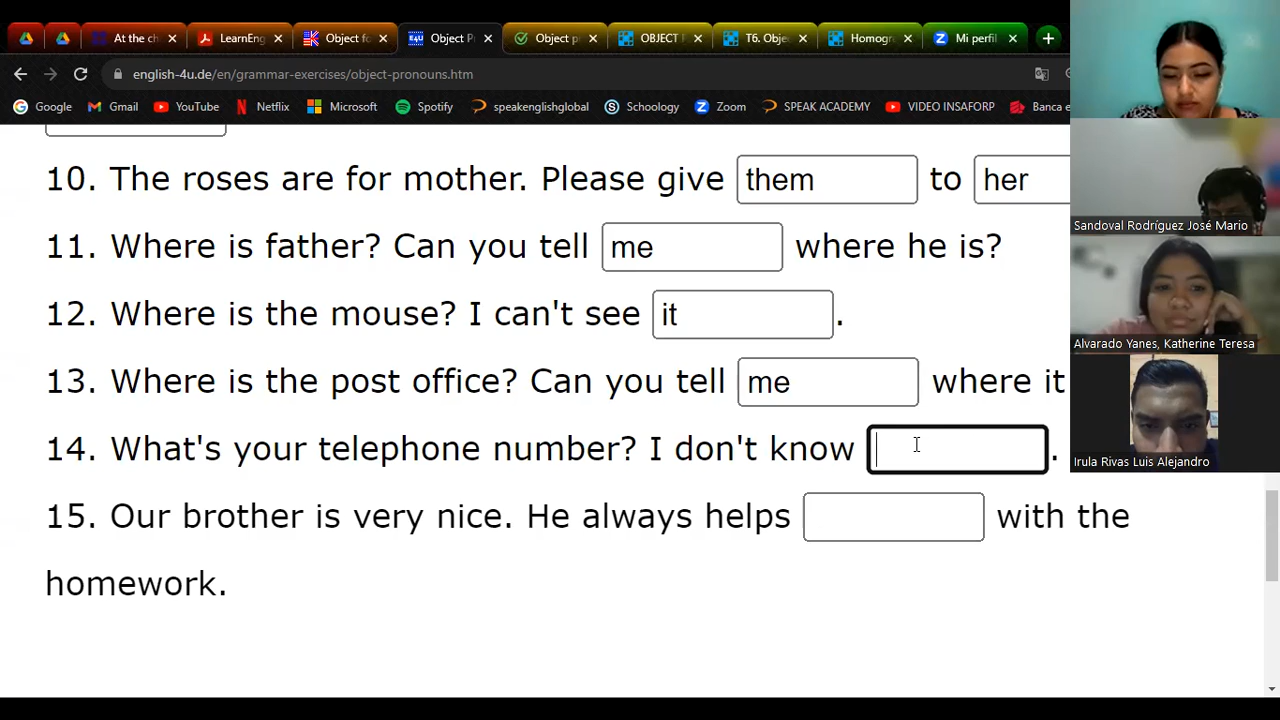 At the ch
LearnEng
Object fo
Object P
Object p
OBJECT
T6. Obje
Homogr
Mi perfil
english-4u.de/en/grammar-exercises/object-pronouns.htm
Google Gmail YouTube Netflix Microsoft Spotify speakenglishglobal Schoology Zoom SPEAK ACADEMY VIDEO INSAFORP Banca e
10. The roses are for mother. Please give them to her
11. Where is father? Can you tell me where he is?
12. Where is the mouse? I can't see it .
13. Where is the post office? Can you tell me where it
14. What's your telephone number? I don't know .
15. Our brother is very nice. He always helps with the
homework.
Sandoval Rodríguez José Mario
Alvarado Yanes, Katherine Teresa
Irula Rivas Luis Alejandro